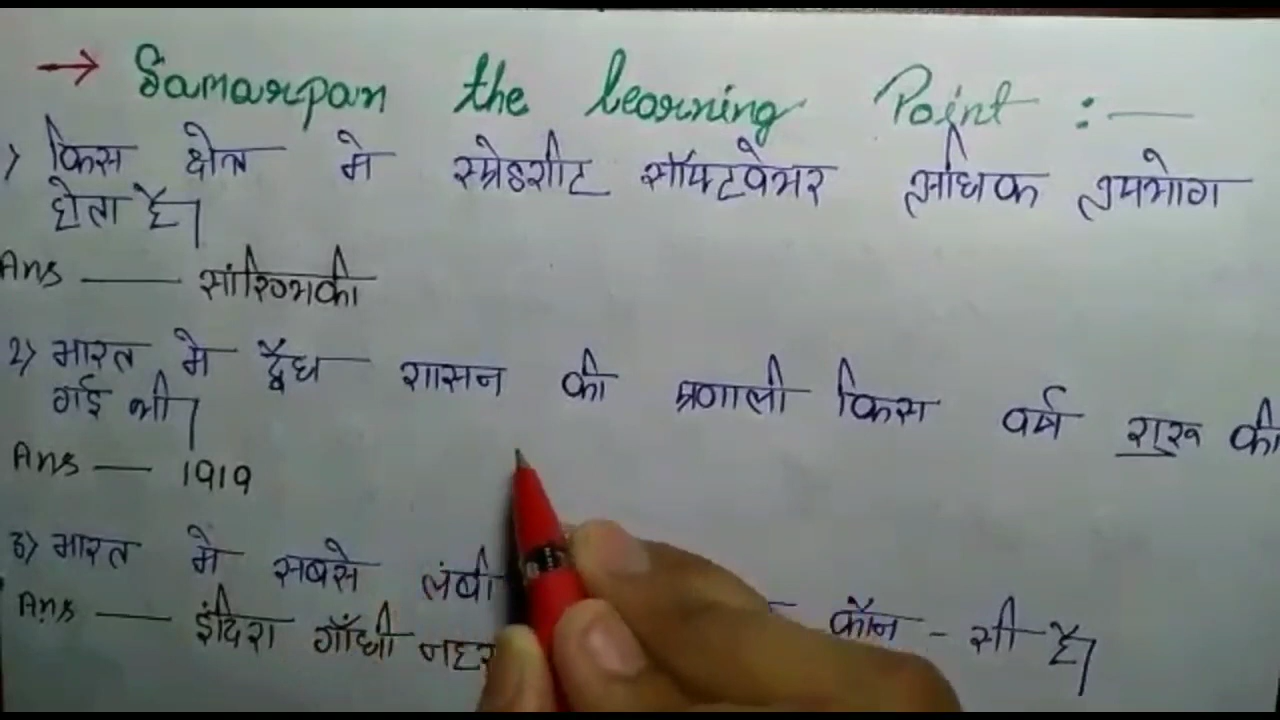 → Samarpan the learning Point :—
1) किस क्षेत्र मे स्प्रेडशीट सॉफ्टवेयर अधिक उपयोग
होता है।
Ans — सांख्यिकी
2) भारत मे द्वैध शासन की प्रणाली किस वर्ष शुरू की
गई थी।
Ans — 1919
3) भारत मे सबसे लंबी कौन - सी है।
Ans — इंदिरा गाँधी नहर